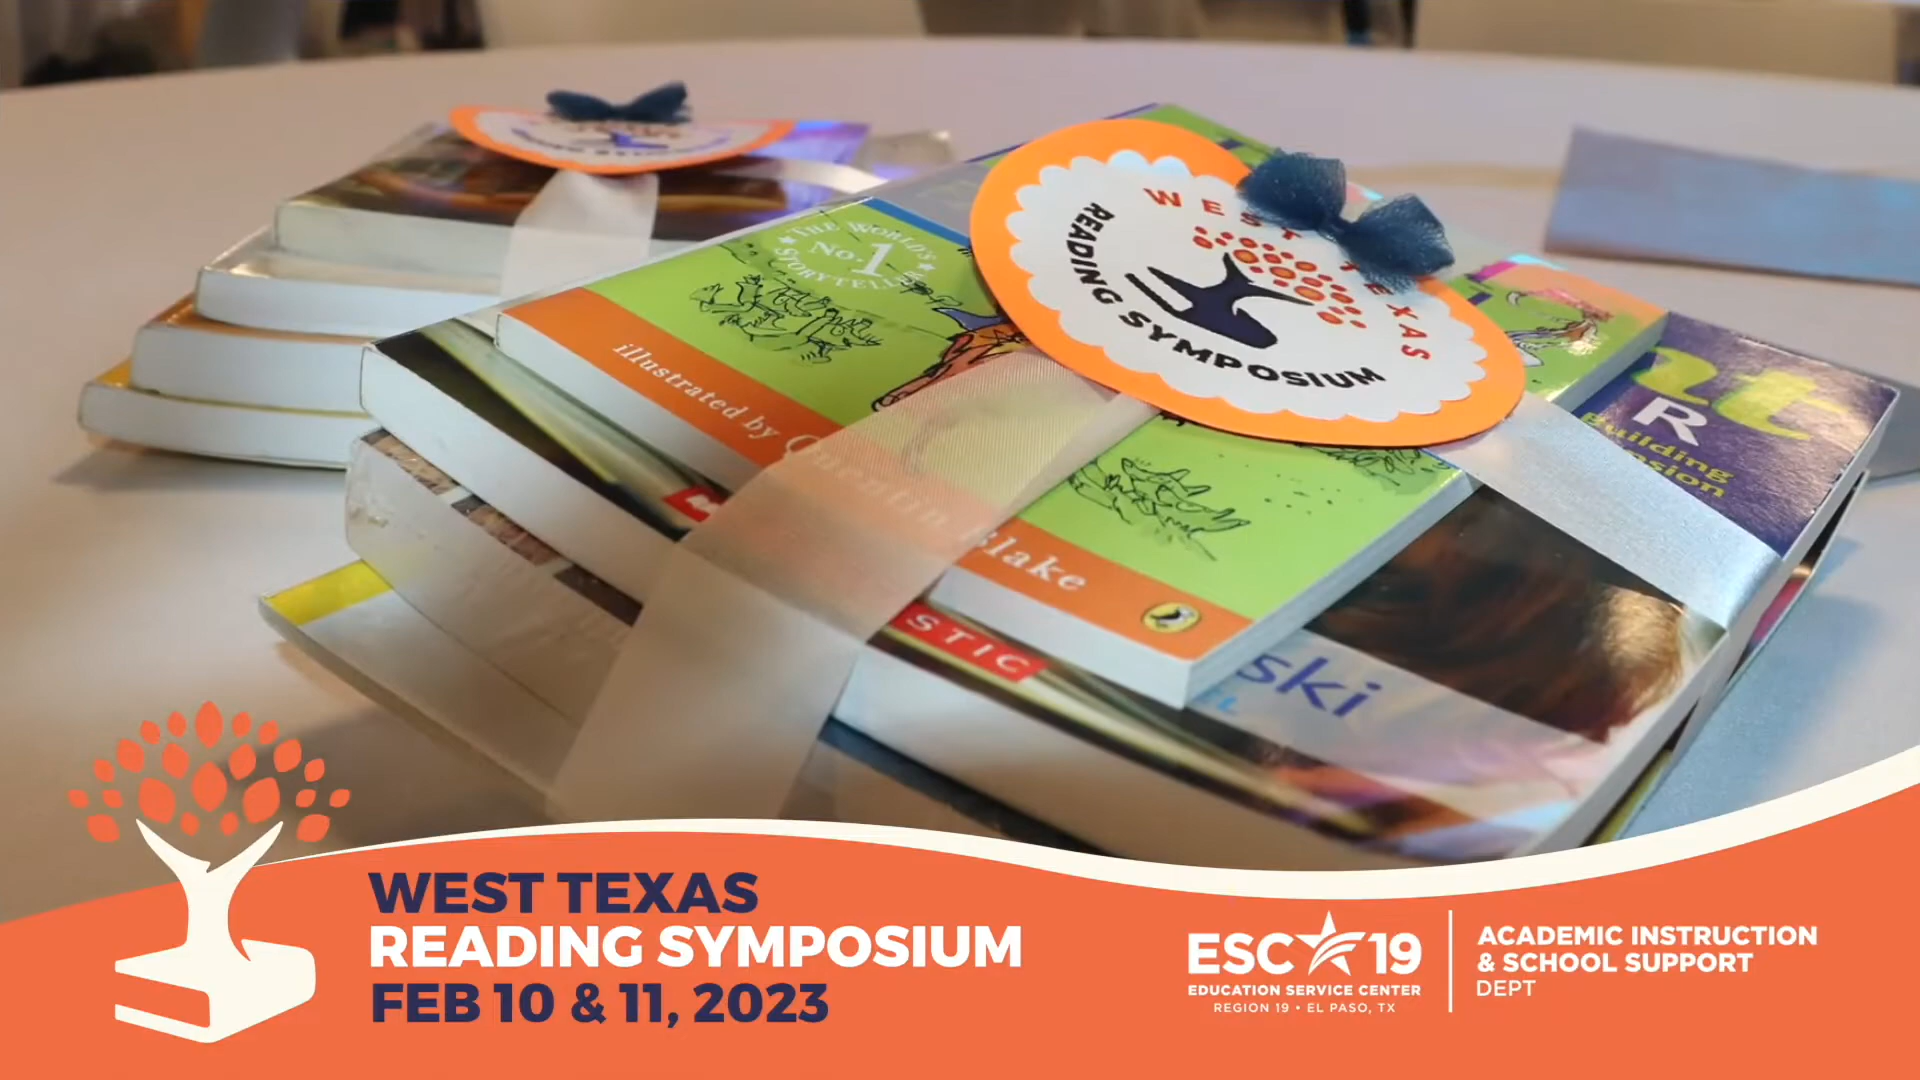 THE WORLD'S
No. 1
STORYTELLER
illustrated by Quentin Blake
WEST TEXAS
READING SYMPOSIUM
R
Building
STIC
ski
WEST TEXAS
READING SYMPOSIUM
FEB 10 & 11, 2023
ESC 19
EDUCATION SERVICE CENTER
REGION 19 • EL PASO, TX
ACADEMIC INSTRUCTION
& SCHOOL SUPPORT
DEPT